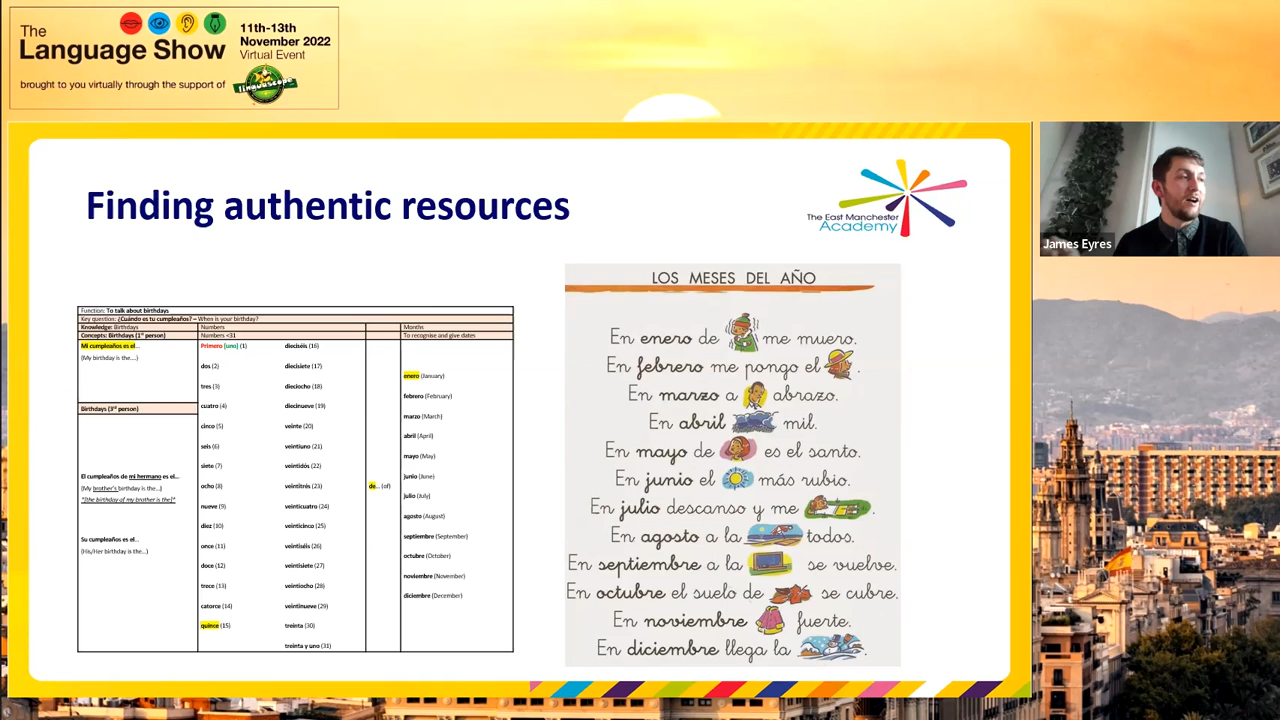 The
Language Show
11th-13th
November 2022
Virtual Event
brought to you virtually through the support of
linguascope
Finding authentic resources
The East Manchester
Academy
James Eyres
Function: To talk about birthdays
Key question: ¿Cuándo es tu cumpleaños? – When is your birthday?
Knowledge: Birthdays
Numbers
Months
Concepts: Birthdays (1st person)
Numbers <31
To recognise and give dates
Mi cumpleaños es el...
(My birthday is the....)
Birthdays (3rd person)
El cumpleaños de mi hermano es el...
(My brother's birthday is the...)
*[the birthday of my brother is the]*
Su cumpleaños es el...
(His/Her birthday is the...)
Primero (uno) (1)
dos (2)
tres (3)
cuatro (4)
cinco (5)
seis (6)
siete (7)
ocho (8)
nueve (9)
diez (10)
once (11)
doce (12)
trece (13)
catorce (14)
quince (15)
dieciséis (16)
diecisiete (17)
dieciocho (18)
diecinueve (19)
veinte (20)
veintiuno (21)
veintidós (22)
veintitrés (23)
veinticuatro (24)
veinticinco (25)
veintiséis (26)
veintisiete (27)
veintiocho (28)
veintinueve (29)
treinta (30)
treinta y uno (31)
de... (of)
enero (January)
febrero (February)
marzo (March)
abril (April)
mayo (May)
junio (June)
julio (July)
agosto (August)
septiembre (September)
octubre (October)
noviembre (November)
diciembre (December)
LOS MESES DEL AÑO
En enero de me muero.
En febrero me pongo el .
En marzo a abrazo.
En abril mil.
En mayo de es el santo.
En junio el más rubio.
En julio descanso y me .
En agosto a la todos.
En septiembre a la se vuelve.
En octubre el suelo de se cubre.
En noviembre fuerte.
En diciembre llega la .